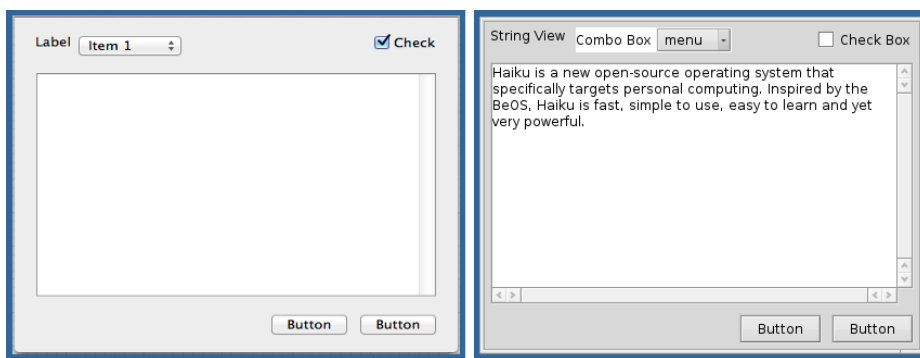 Label Item 1 Check
Button Button
String View Combo Box menu Check Box
Haiku is a new open-source operating system that
specifically targets personal computing. Inspired by the
BeOS, Haiku is fast, simple to use, easy to learn and yet
very powerful.
Button Button